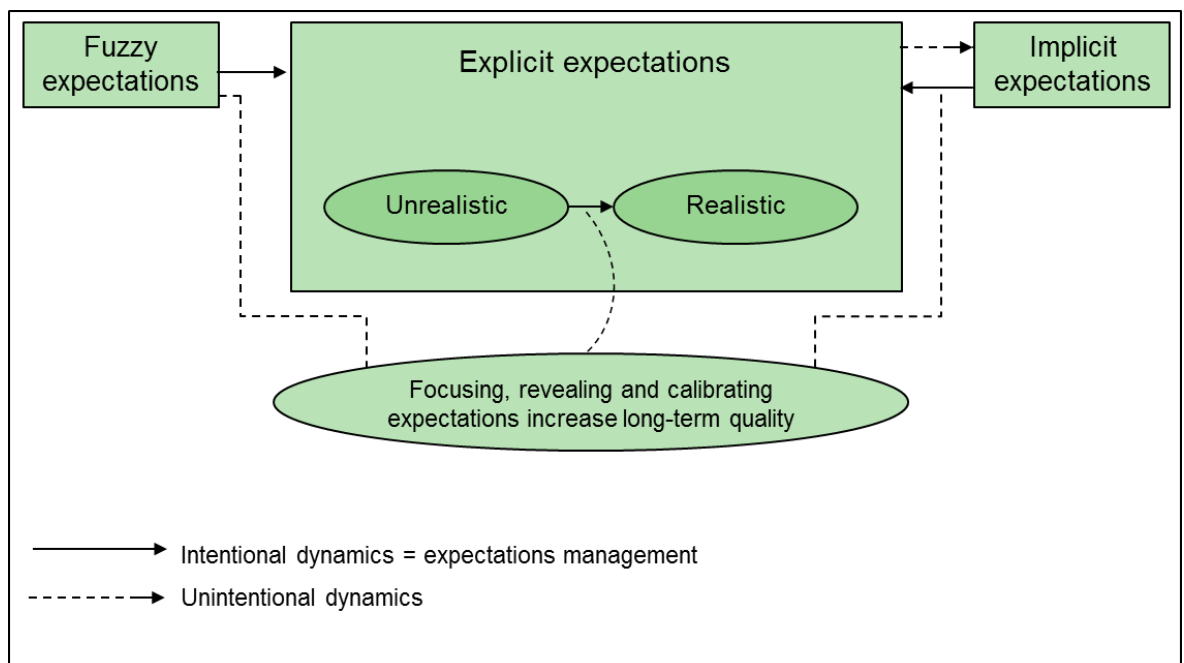 Fuzzy
expectations
Explicit expectations
Implicit
expectations
Unrealistic
Realistic
Focusing, revealing and calibrating
expectations increase long-term quality
Intentional dynamics = expectations management
Unintentional dynamics